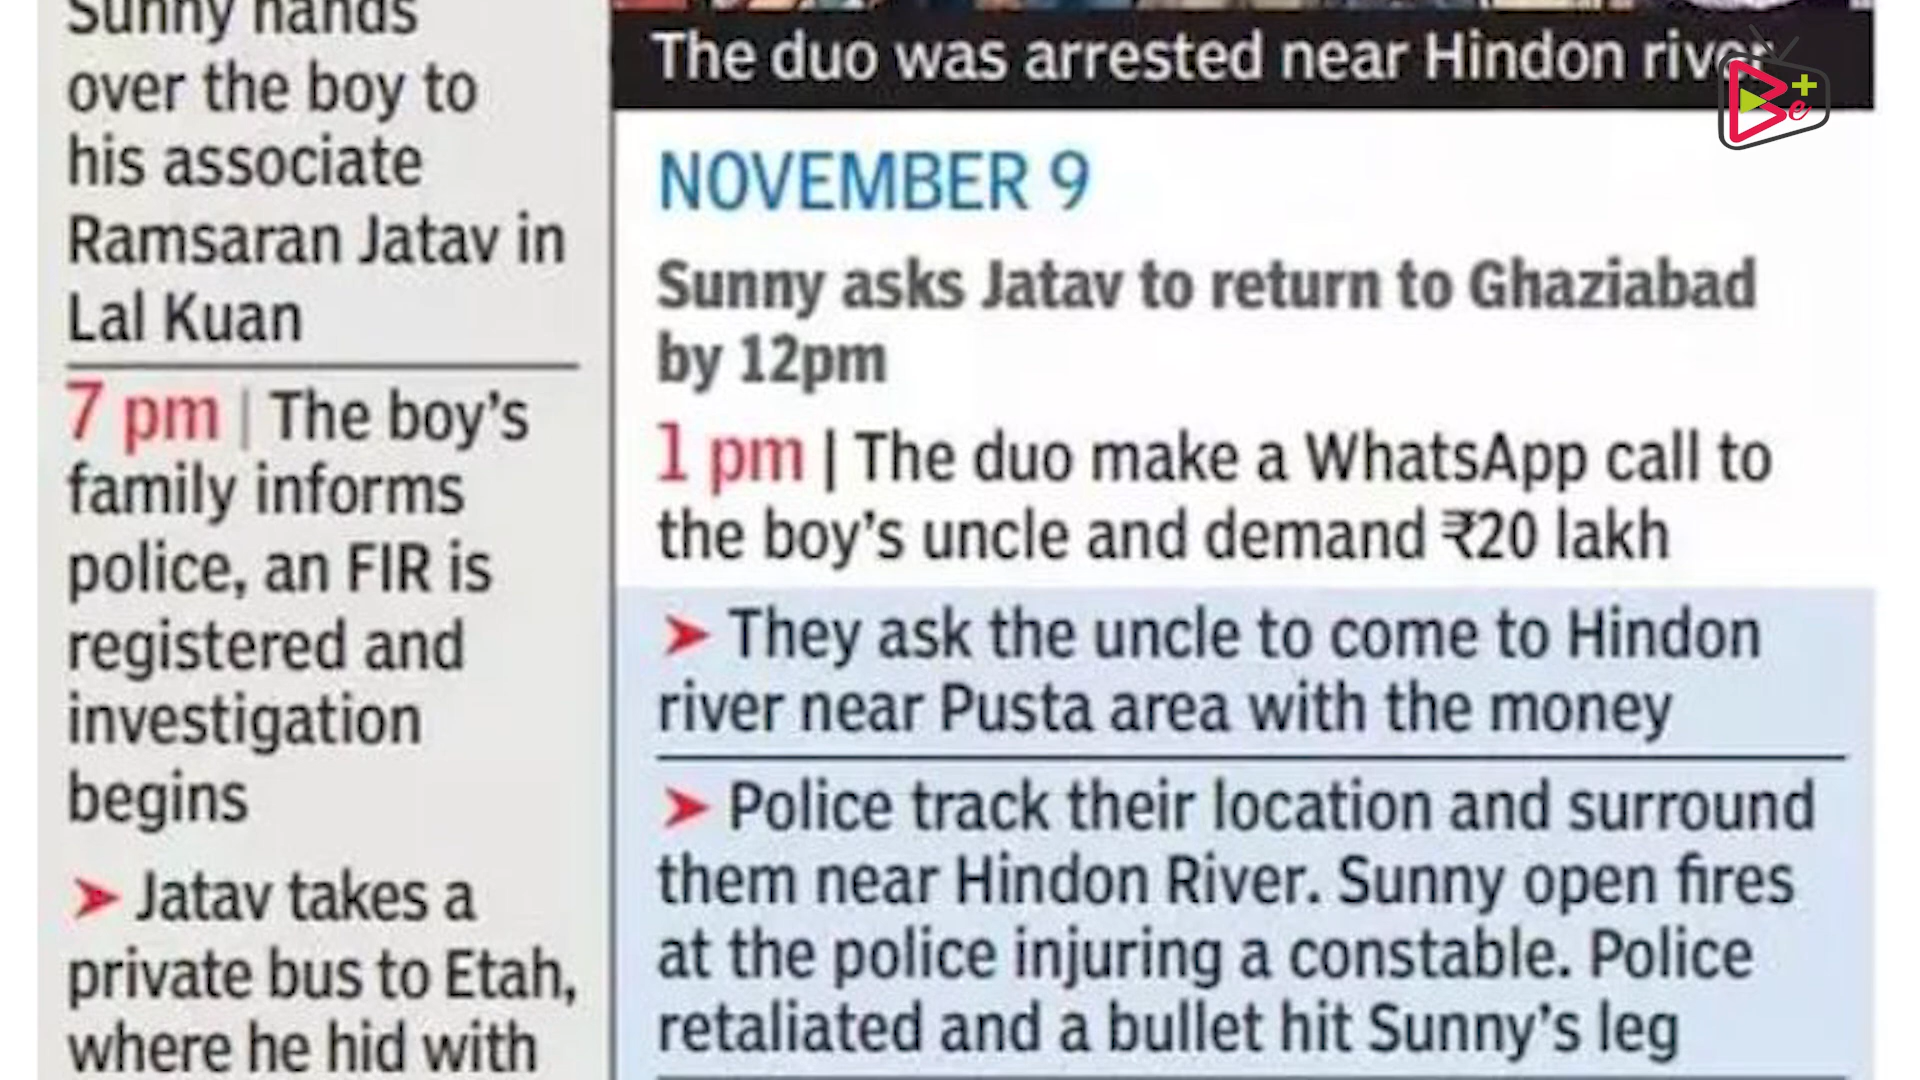 Sunny hands
over the boy to
his associate
Ramsaran Jatav in
Lal Kuan
7 pm | The boy's
family informs
police, an FIR is
registered and
investigation
begins
➤ Jatav takes a
private bus to Etah,
where he hid with
The duo was arrested near Hindon river
NOVEMBER 9
Sunny asks Jatav to return to Ghaziabad
by 12pm
1 pm | The duo make a WhatsApp call to
the boy's uncle and demand ₹20 lakh
➤ They ask the uncle to come to Hindon
river near Pusta area with the money
➤ Police track their location and surround
them near Hindon River. Sunny open fires
at the police injuring a constable. Police
retaliated and a bullet hit Sunny's leg
Be+